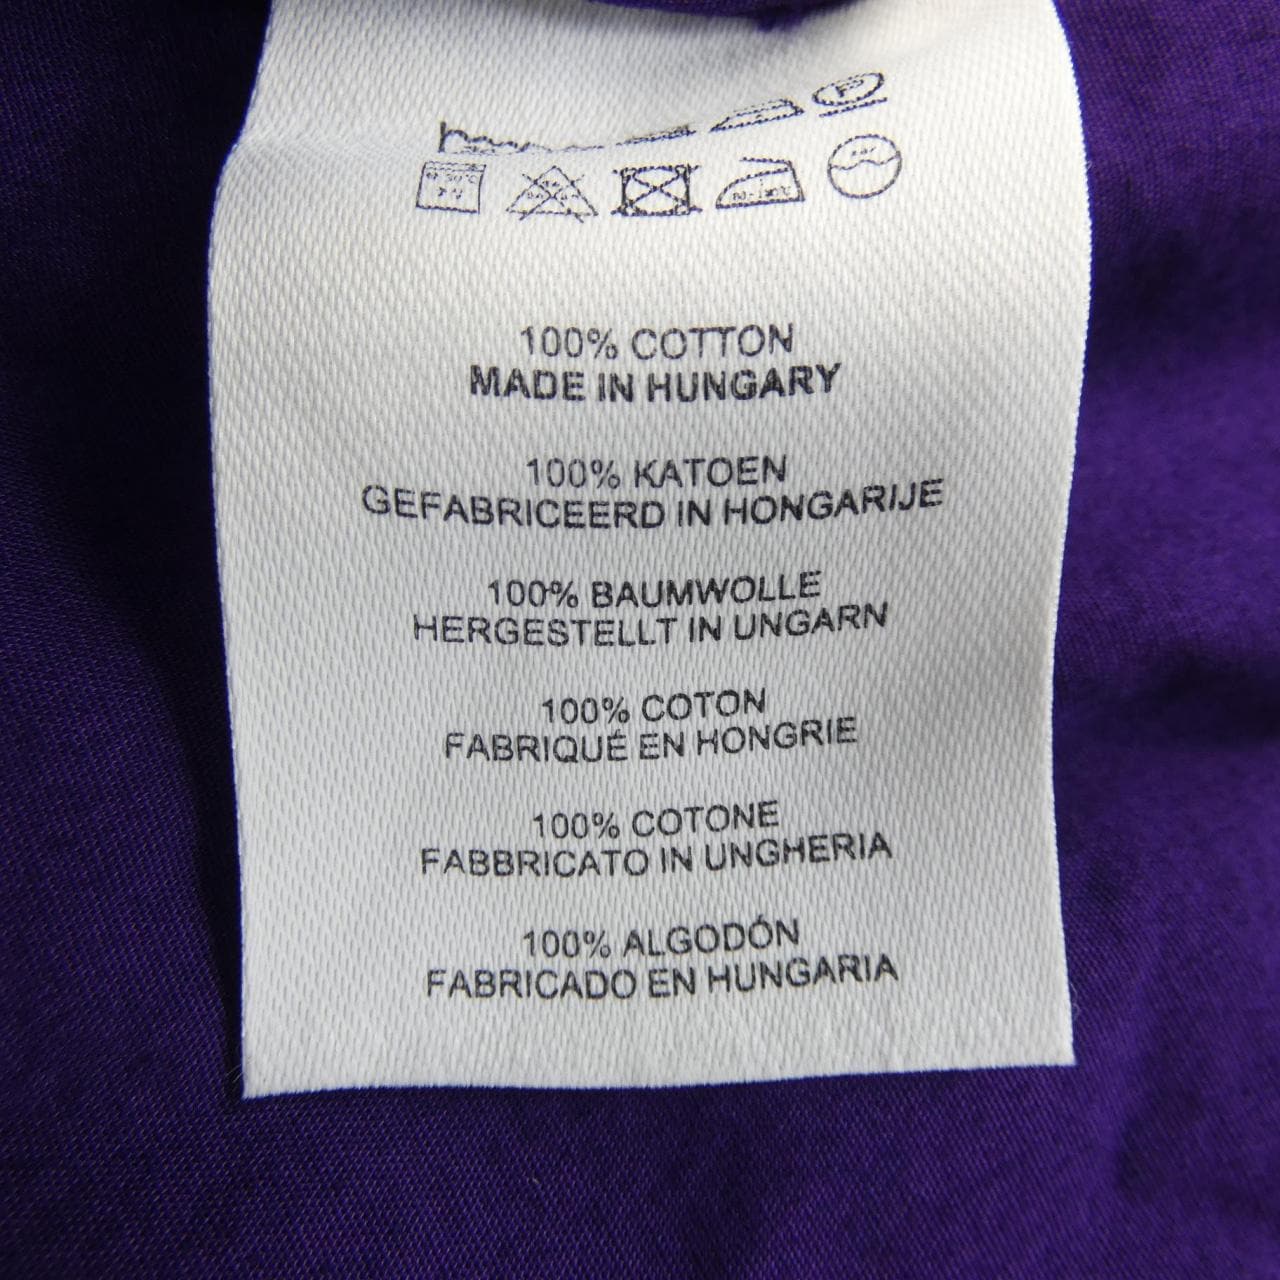 100% COTTON
MADE IN HUNGARY
100% KATOEN
GEFABRICEERD IN HONGARIJE
100% BAUMWOLLE
HERGESTELLT IN UNGARN
100% COTON
FABRIQUÉ EN HONGRIE
100% COTONE
FABBRICATO IN UNGHERIA
100% ALGODÓN
FABRICADO EN HUNGARIA